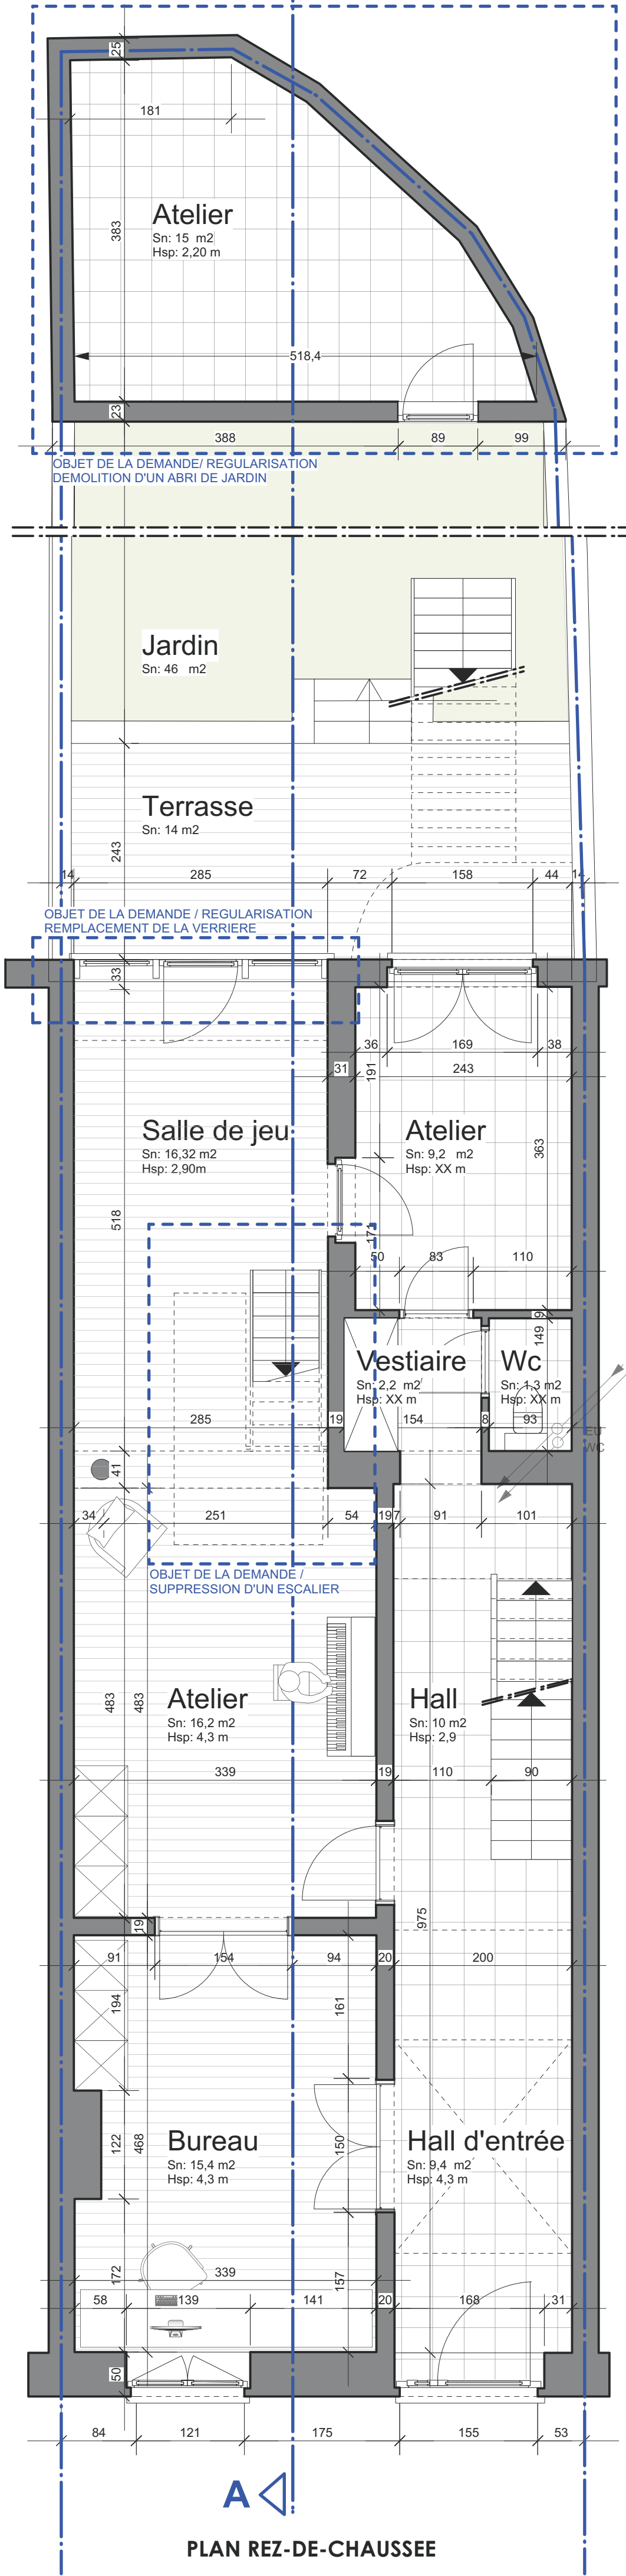 25
181
Atelier
Sn: 15 m2
Hsp: 2,20 m
383
518,4
23
388 89 99
OBJET DE LA DEMANDE/ REGULARISATION
DEMOLITION D'UN ABRI DE JARDIN
Jardin
Sn: 46 m2
Terrasse
Sn: 14 m2
243
14 285 72 158 44 14
OBJET DE LA DEMANDE / REGULARISATION
REMPLACEMENT DE LA VERRIERE
33
36 169 38
31 191 243
Salle de jeu
Sn: 16,32 m2
Hsp: 2,90m
Atelier
Sn: 9,2 m2
Hsp: XX m
363
518
171
50 83 110
9
149
Vestiaire
Sn: 2,2 m2
Hsp: XX m
Wc
Sn: 1,3 m2
Hsp: XX m
285 19 154 8 93
EU
WC
41
34 251 54 19 7 91 101
OBJET DE LA DEMANDE /
SUPPRESSION D'UN ESCALIER
483 483
Atelier
Sn: 16,2 m2
Hsp: 4,3 m
Hall
Sn: 10 m2
Hsp: 2,9
339 19 110 90
19
975
91 154 94 20 200
194 161
122 468 150
Bureau
Sn: 15,4 m2
Hsp: 4,3 m
Hall d'entrée
Sn: 9,4 m2
Hsp: 4,3 m
172 339 157
58 139 141 20 168 31
50
84 121 175 155 53
A
PLAN REZ-DE-CHAUSSEE